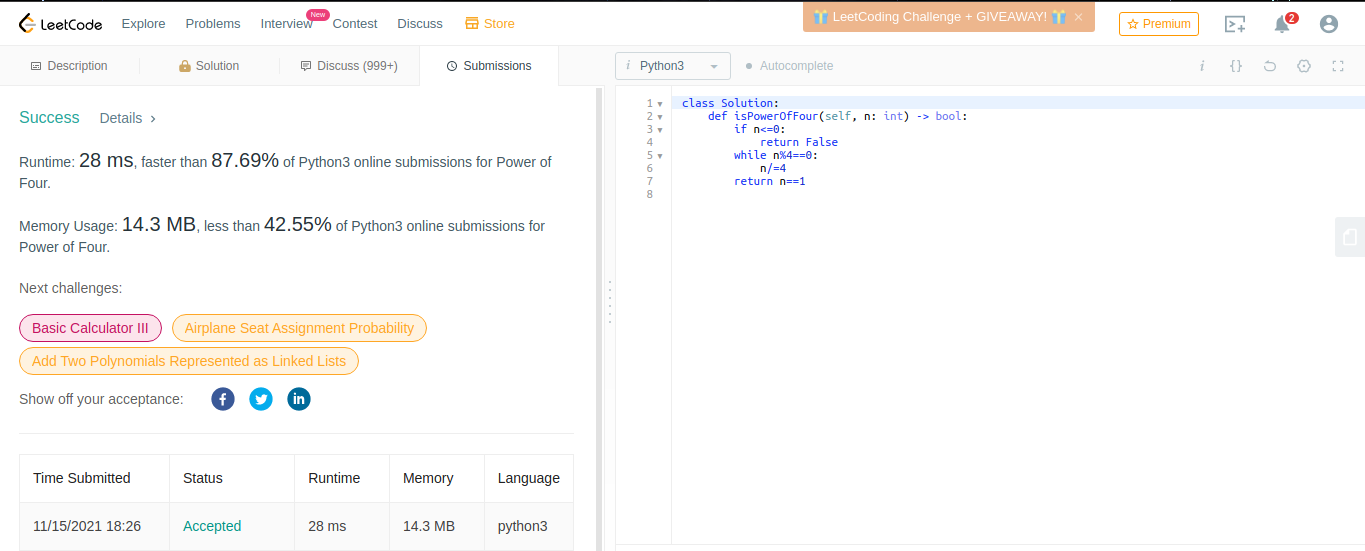 LeetCode Explore Problems Interview New Contest Discuss Store LeetCoding Challenge + GIVEAWAY! × Premium 2
Description Solution Discuss (999+) Submissions
i Python3 Autocomplete i {}
Success Details >
Runtime: 28 ms, faster than 87.69% of Python3 online submissions for Power of
Four.
Memory Usage: 14.3 MB, less than 42.55% of Python3 online submissions for
Power of Four.
Next challenges:
Basic Calculator III Airplane Seat Assignment Probability
Add Two Polynomials Represented as Linked Lists
Show off your acceptance: f in
Time Submitted Status Runtime Memory Language
11/15/2021 18:26 Accepted 28 ms 14.3 MB python3
1 class Solution:
2 def isPowerOfFour(self, n: int) -> bool:
3 if n<=0:
4 return False
5 while n%4==0:
6 n/=4
7 return n==1
8